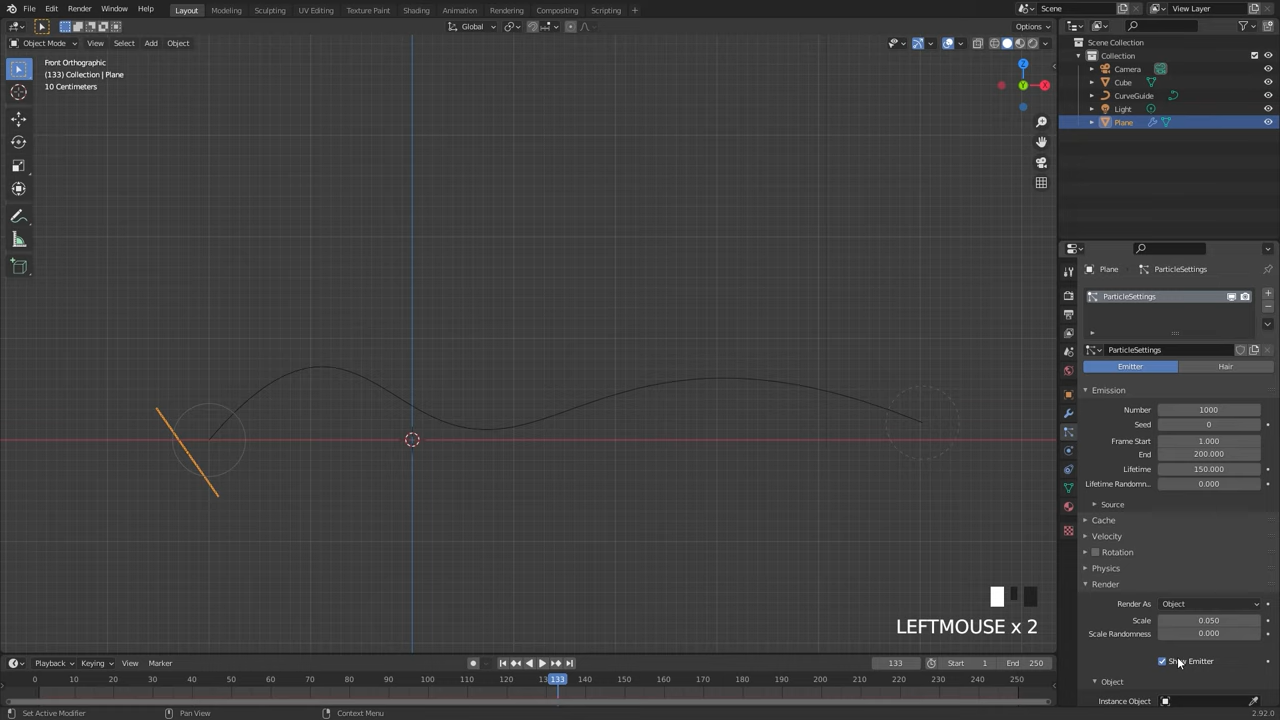 File Edit Render Window Help Layout Modeling Sculpting UV Editing Texture Paint Shading Animation Rendering Compositing Scripting + Scene View Layer
Global Options
Object Mode View Select Add Object
Scene Collection
Collection
Camera
Cube
CurveGuide
Light
Plane
Front Orthographic
(133) Collection | Plane
10 Centimeters
Z
Y
X
Plane ParticleSettings
ParticleSettings
ParticleSettings
Emitter Hair
Emission
Number 1000
Seed 0
Frame Start 1.000
End 200.000
Lifetime 150.000
Lifetime Randomn.. 0.000
Source
Cache
Velocity
Rotation
Physics
Render
Render As Object
Scale 0.050
Scale Randomness 0.000
Show Emitter
Object
Instance Object
LEFTMOUSE x 2
Playback Keying View Marker 133 Start 1 End 250
0 10 20 30 40 50 60 70 80 90 100 110 120 133 140 150 160 170 180 190 200 210 220 230 240 250
Set Active Modifier Pan View Context Menu 2.92.0